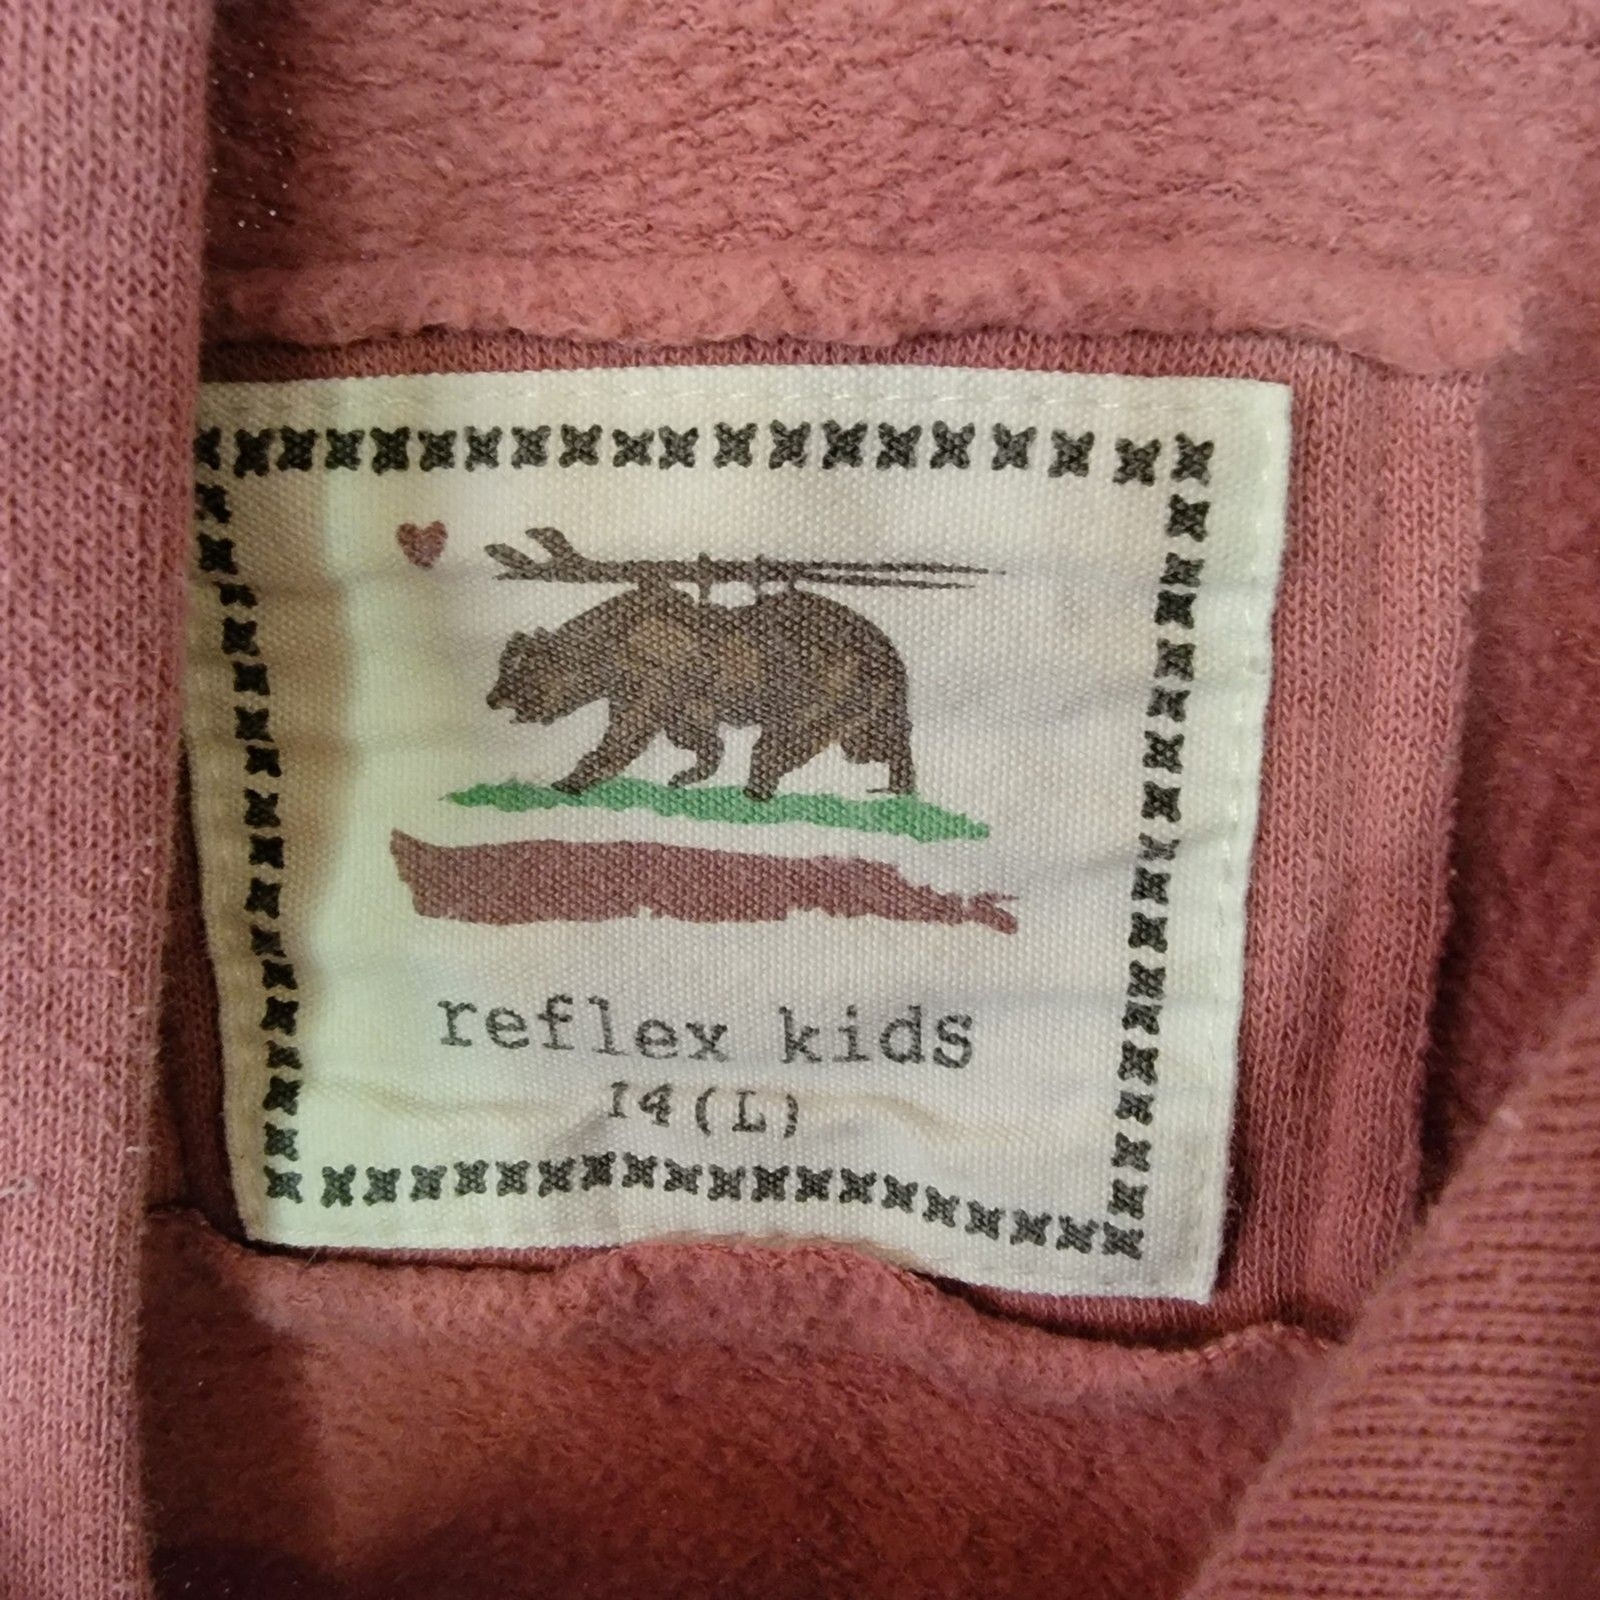 reflex kids
14(L)